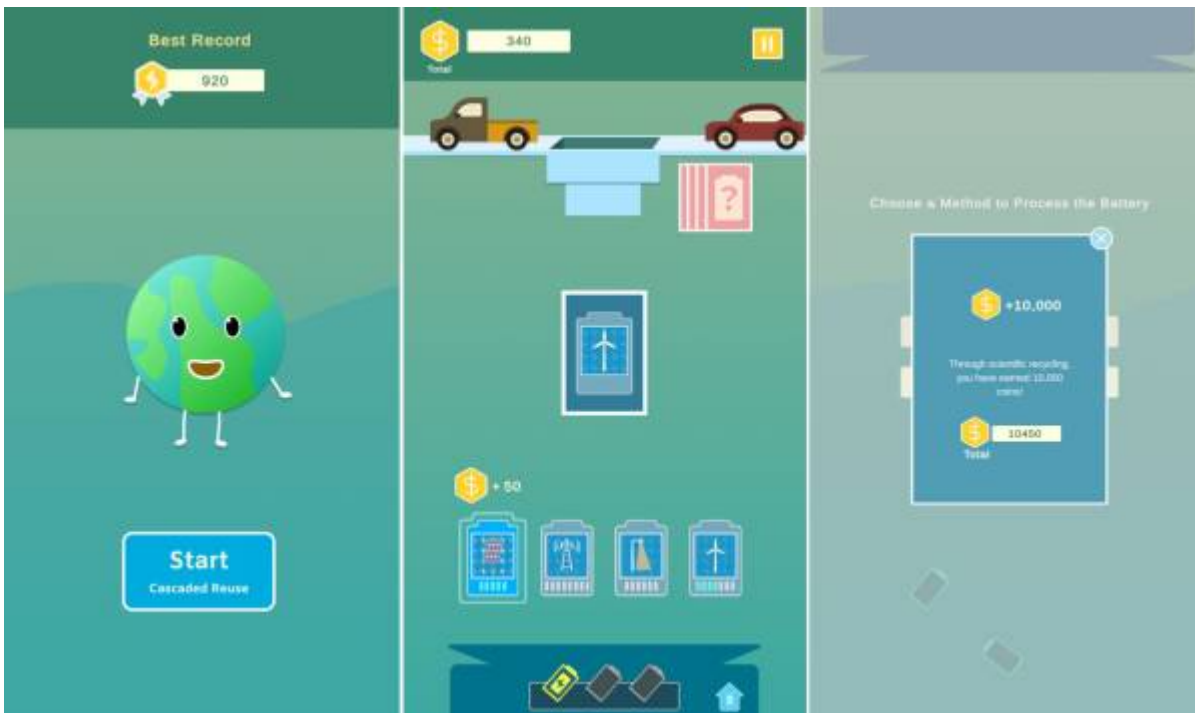 Best Record
920
Start
Cascaded Reuse
340
Total
?
+ 50
Choose a Method to Process the Battery
+10,000
Through scientific recycling,
you have earned 10,000
coins!
10450
Total